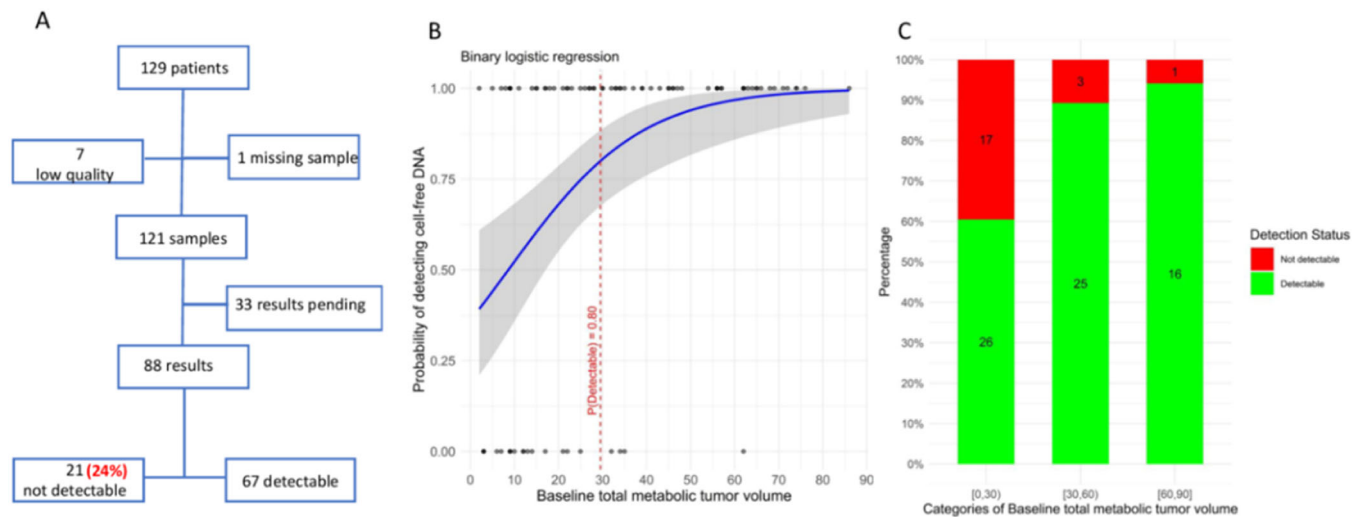 A
129 patients
7
low quality
1 missing sample
121 samples
33 results pending
88 results
21 (24%)
not detectable
67 detectable
B
Binary logistic regression
Probability of detecting cell-free DNA
1.00
0.75
0.50
0.25
0.00
P(Detectable) = 0.80
0 10 20 30 40 50 60 70 80 90
Baseline total metabolic tumor volume
C
Percentage
100%
90%
80%
70%
60%
50%
40%
30%
20%
10%
0%
17
26
3
25
1
16
[0,30) [30,60) [60,90]
Categories of Baseline total metabolic tumor volume
Detection Status
Not detectable
Detectable